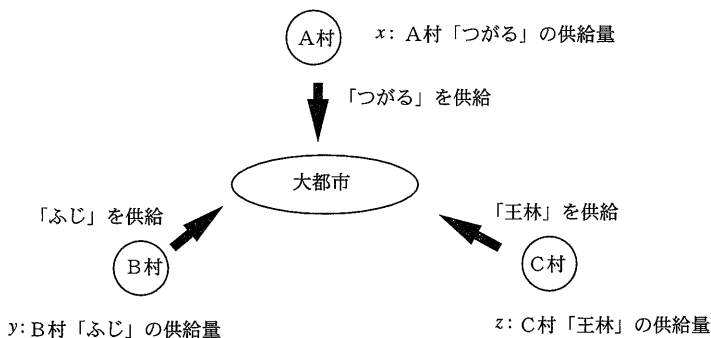 A村
x: A村「つがる」の供給量
「つがる」を供給
大都市
「ふじ」を供給
「王林」を供給
B村
C村
y:B村「ふじ」の供給量
z: C村「王林」の供給量